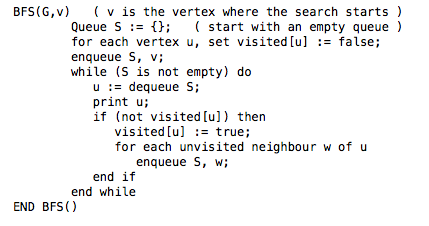 BFS(G,v)   ( v is the vertex where the search starts )
        Queue S := {};   ( start with an empty queue )
        for each vertex u, set visited[u] := false;
        enqueue S, v;
        while (S is not empty) do
           u := dequeue S;
           print u;
           if (not visited[u]) then
              visited[u] := true;
              for each unvisited neighbour w of u
                 enqueue S, w;
           end if
        end while
END BFS()